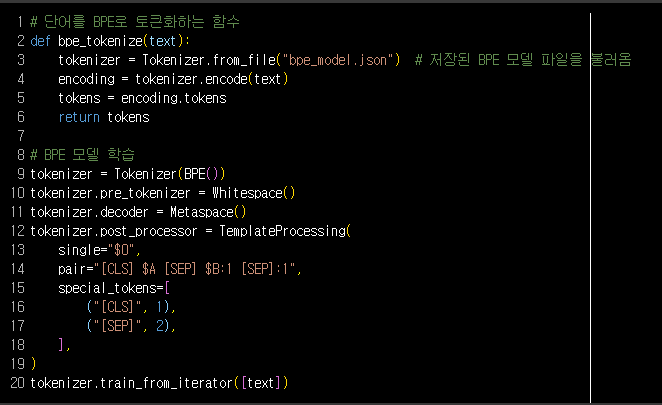 1 # 단어를 BPE로 토큰화하는 함수
2 def bpe_tokenize(text):
3     tokenizer = Tokenizer.from_file("bpe_model.json")  # 저장된 BPE 모델 파일을 불러옴
4     encoding = tokenizer.encode(text)
5     tokens = encoding.tokens
6     return tokens
7
8 # BPE 모델 학습
9 tokenizer = Tokenizer(BPE())
10 tokenizer.pre_tokenizer = Whitespace()
11 tokenizer.decoder = Metaspace()
12 tokenizer.post_processor = TemplateProcessing(
13     single="$0",
14     pair="[CLS] $A [SEP] $B:1 [SEP]:1",
15     special_tokens=[
16         ("[CLS]", 1),
17         ("[SEP]", 2),
18     ],
19 )
20 tokenizer.train_from_iterator([text])